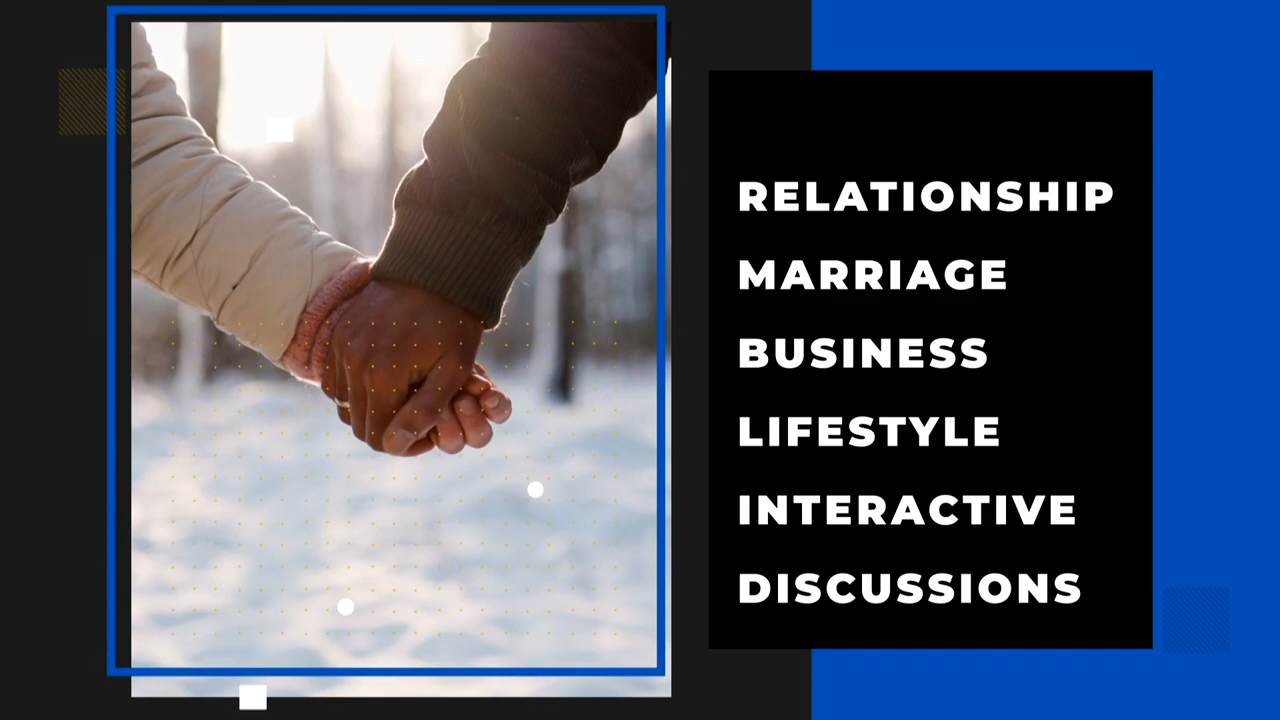 RELATIONSHIP
MARRIAGE
BUSINESS
LIFESTYLE
INTERACTIVE
DISCUSSIONS